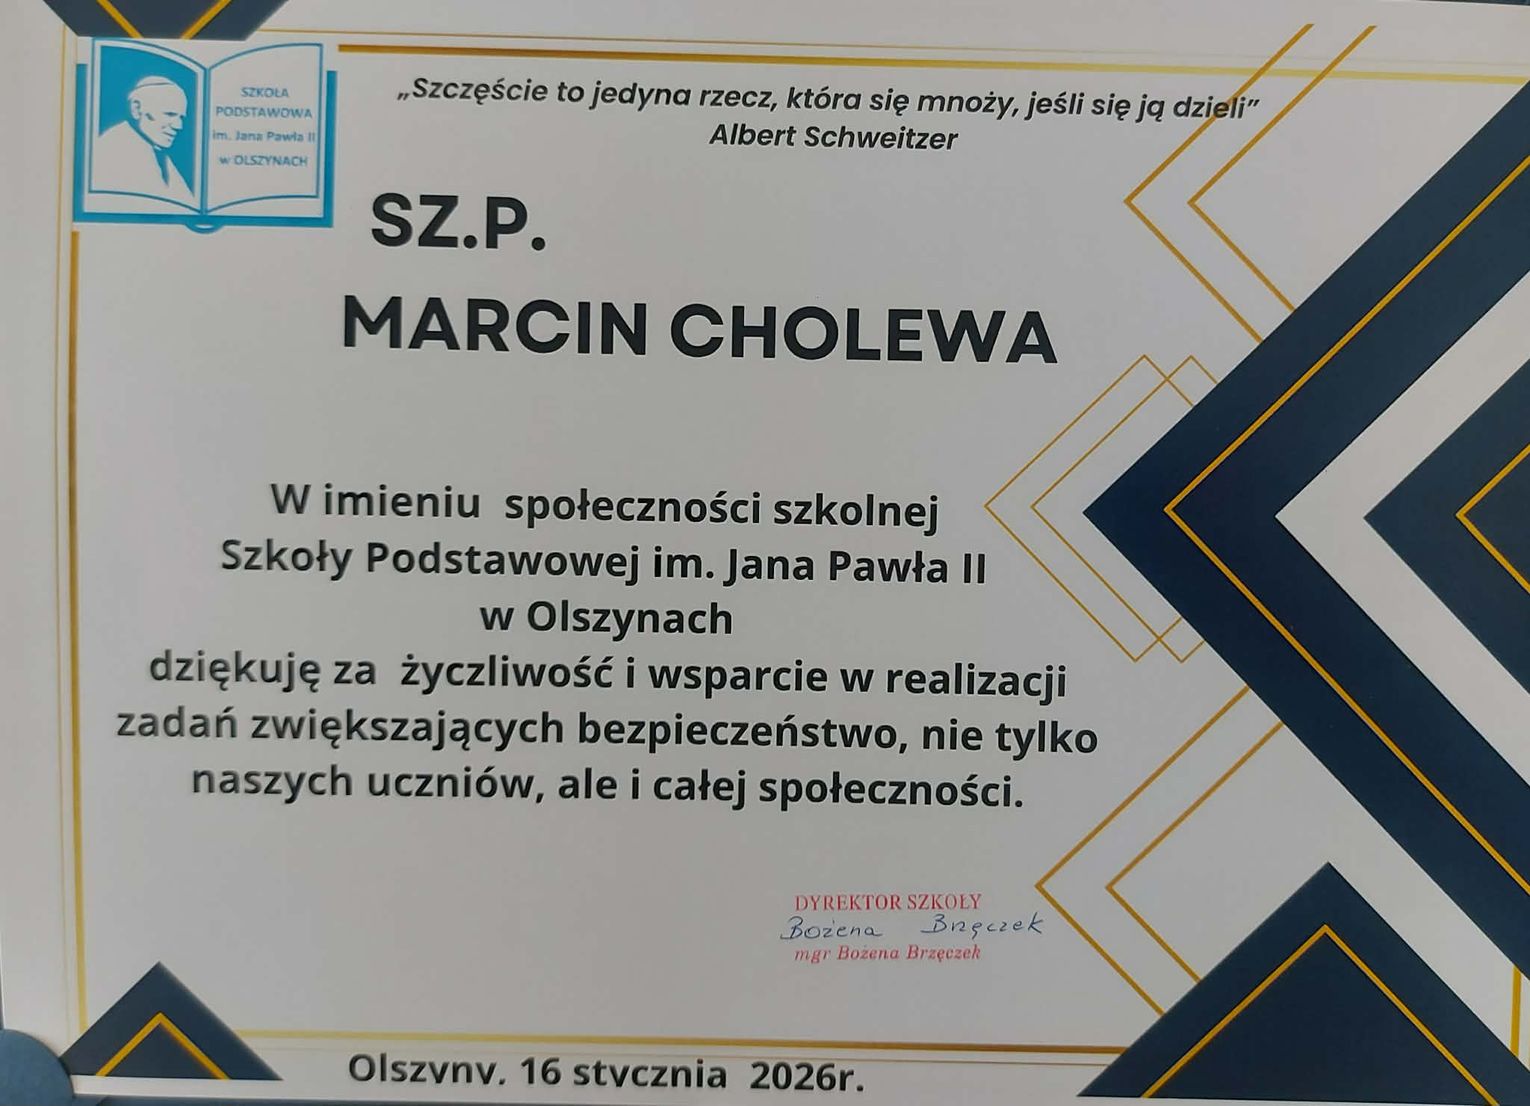 SZKOŁA
PODSTAWOWA
im. Jana Pawła II
w OLSZYNACH
„Szczęście to jedyna rzecz, która się mnoży, jeśli się ją dzieli”
Albert Schweitzer
SZ.P.
MARCIN CHOLEWA
W imieniu społeczności szkolnej
Szkoły Podstawowej im. Jana Pawła II
w Olszynach
dziękuję za życzliwość i wsparcie w realizacji
zadań zwiększających bezpieczeństwo, nie tylko
naszych uczniów, ale i całej społeczności.
DYREKTOR SZKOŁY
Bożena Brzęczek
mgr Bożena Brzęczek
Olszyny, 16 stycznia 2026r.